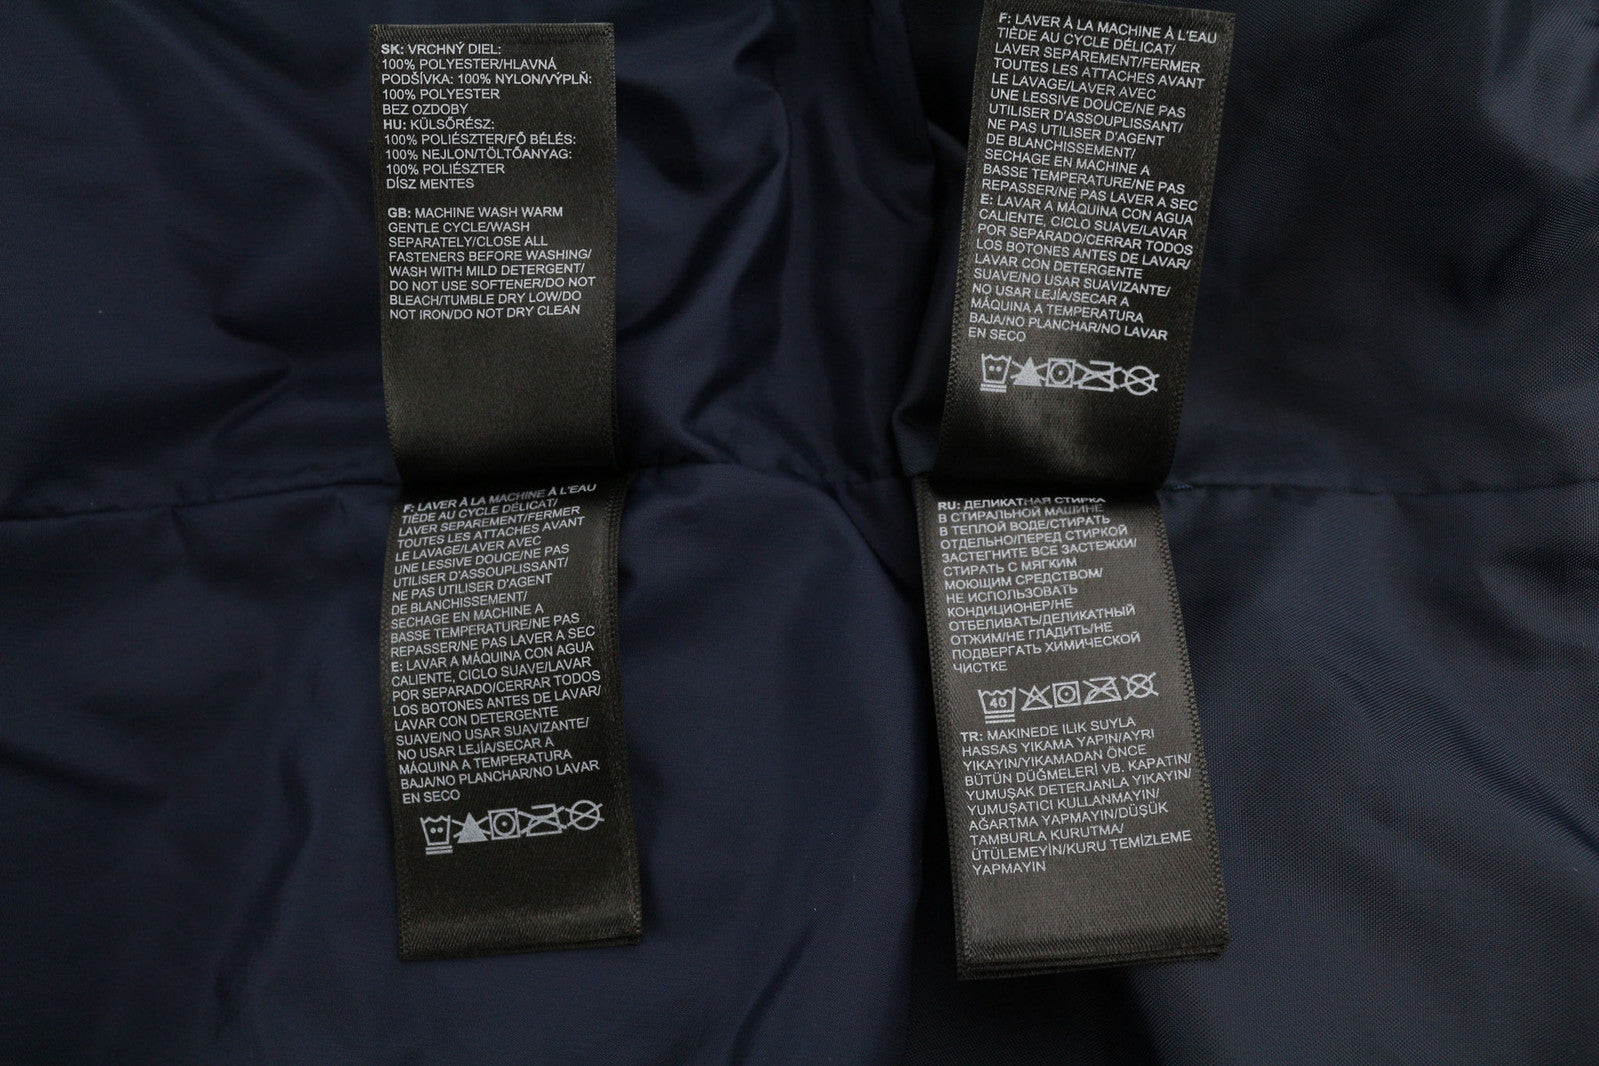 SK: VRCHNÝ DIEL:
100% POLYESTER/HLAVNÁ
PODŠÍVKA: 100% NYLON/VÝPLŇ:
100% POLYESTER
BEZ OZDOBY
HU: KÜLSŐRÉSZ:
100% POLIÉSZTER/FŐ BÉLÉS:
100% NEJLON/TÖLTŐANYAG:
100% POLIÉSZTER
DÍSZ MENTES
GB: MACHINE WASH WARM
GENTLE CYCLE/WASH
SEPARATELY/CLOSE ALL
FASTENERS BEFORE WASHING/
WASH WITH MILD DETERGENT/
DO NOT USE SOFTENER/DO NOT
BLEACH/TUMBLE DRY LOW/DO
NOT IRON/DO NOT DRY CLEAN
F: LAVER À LA MACHINE À L'EAU
TIÈDE AU CYCLE DÉLICAT/
LAVER SEPAREMENT/FERMER
TOUTES LES ATTACHES AVANT
LE LAVAGE/LAVER AVEC
UNE LESSIVE DOUCE/NE PAS
UTILISER D'ASSOUPLISSANT/
NE PAS UTILISER D'AGENT
DE BLANCHISSEMENT/
SECHAGE EN MACHINE A
BASSE TEMPERATURE/NE PAS
REPASSER/NE PAS LAVER A SEC
E: LAVAR A MÁQUINA CON AGUA
CALIENTE, CICLO SUAVE/LAVAR
POR SEPARADO/CERRAR TODOS
LOS BOTONES ANTES DE LAVAR/
LAVAR CON DETERGENTE
SUAVE/NO USAR SUAVIZANTE/
NO USAR LEJÍA/SECAR A
MÁQUINA A TEMPERATURA
BAJA/NO PLANCHAR/NO LAVAR
EN SECO
F: LAVER À LA MACHINE À L'EAU
TIÈDE AU CYCLE DÉLICAT/
LAVER SEPAREMENT/FERMER
TOUTES LES ATTACHES AVANT
LE LAVAGE/LAVER AVEC
UNE LESSIVE DOUCE/NE PAS
UTILISER D'ASSOUPLISSANT/
NE PAS UTILISER D'AGENT
DE BLANCHISSEMENT/
SECHAGE EN MACHINE A
BASSE TEMPERATURE/NE PAS
REPASSER/NE PAS LAVER A SEC
E: LAVAR A MÁQUINA CON AGUA
CALIENTE, CICLO SUAVE/LAVAR
POR SEPARADO/CERRAR TODOS
LOS BOTONES ANTES DE LAVAR/
LAVAR CON DETERGENTE
SUAVE/NO USAR SUAVIZANTE/
NO USAR LEJÍA/SECAR A
MÁQUINA A TEMPERATURA
BAJA/NO PLANCHAR/NO LAVAR
EN SECO
RU: ДЕЛИКАТНАЯ СТИРКА
В СТИРАЛЬНОЙ МАШИНЕ
В ТЕПЛОЙ ВОДЕ/СТИРАТЬ
ОТДЕЛЬНО/ПЕРЕД СТИРКОЙ
ЗАСТЕГНИТЕ ВСЕ ЗАСТЕЖКИ/
СТИРАТЬ С МЯГКИМ
МОЮЩИМ СРЕДСТВОМ/
НЕ ИСПОЛЬЗОВАТЬ
КОНДИЦИОНЕР/НЕ
ОТБЕЛИВАТЬ/ДЕЛИКАТНЫЙ
ОТЖИМ/НЕ ГЛАДИТЬ/НЕ
ПОДВЕРГАТЬ ХИМИЧЕСКОЙ
ЧИСТКЕ
40
TR: MAKINEDE ILIK SUYLA
HASSAS YIKAMA YAPIN/AYRI
YIKAYIN/YIKAMADAN ÖNCE
BÜTÜN DÜĞMELERİ VB. KAPATIN/
YUMUŞAK DETERJANLA YIKAYIN/
YUMUŞATICI KULLANMAYIN/
AĞARTMA YAPMAYIN/DÜŞÜK
TAMBURLA KURUTMA/
ÜTÜLEMEYİN/KURU TEMİZLEME
YAPMAYIN